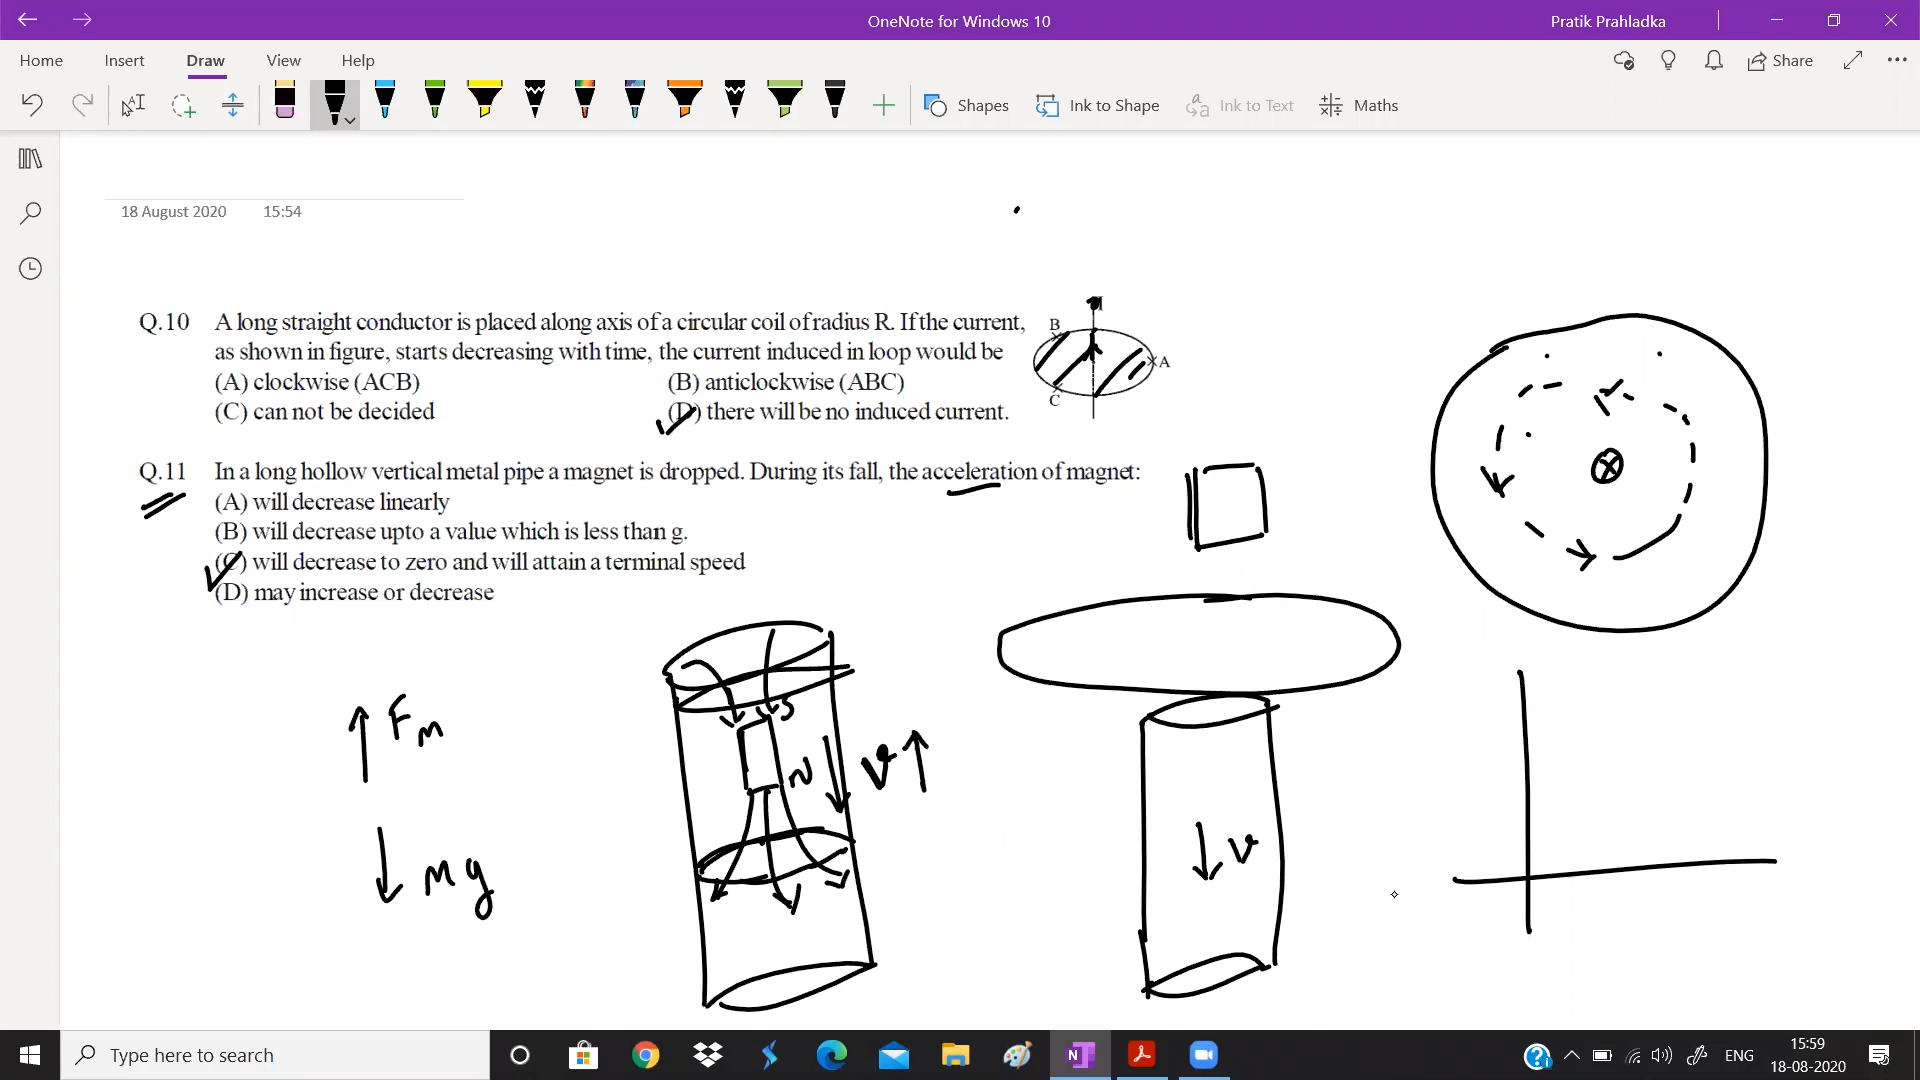 OneNote for Windows 10
Pratik Prahladka
Home Insert Draw View Help
Share
Shapes Ink to Shape Ink to Text Maths
18 August 2020 15:54
Q.10 A long straight conductor is placed along axis of a circular coil of radius R. If the current,
as shown in figure, starts decreasing with time, the current induced in loop would be
(A) clockwise (ACB) (B) anticlockwise (ABC)
(C) can not be decided (D) there will be no induced current.
B
A
C
Q.11 In a long hollow vertical metal pipe a magnet is dropped. During its fall, the acceleration of magnet:
(A) will decrease linearly
(B) will decrease upto a value which is less than g.
(C) will decrease to zero and will attain a terminal speed
(D) may increase or decrease
Fm
S
N
V
V
Mg
Type here to search
ENG
15:59
18-08-2020